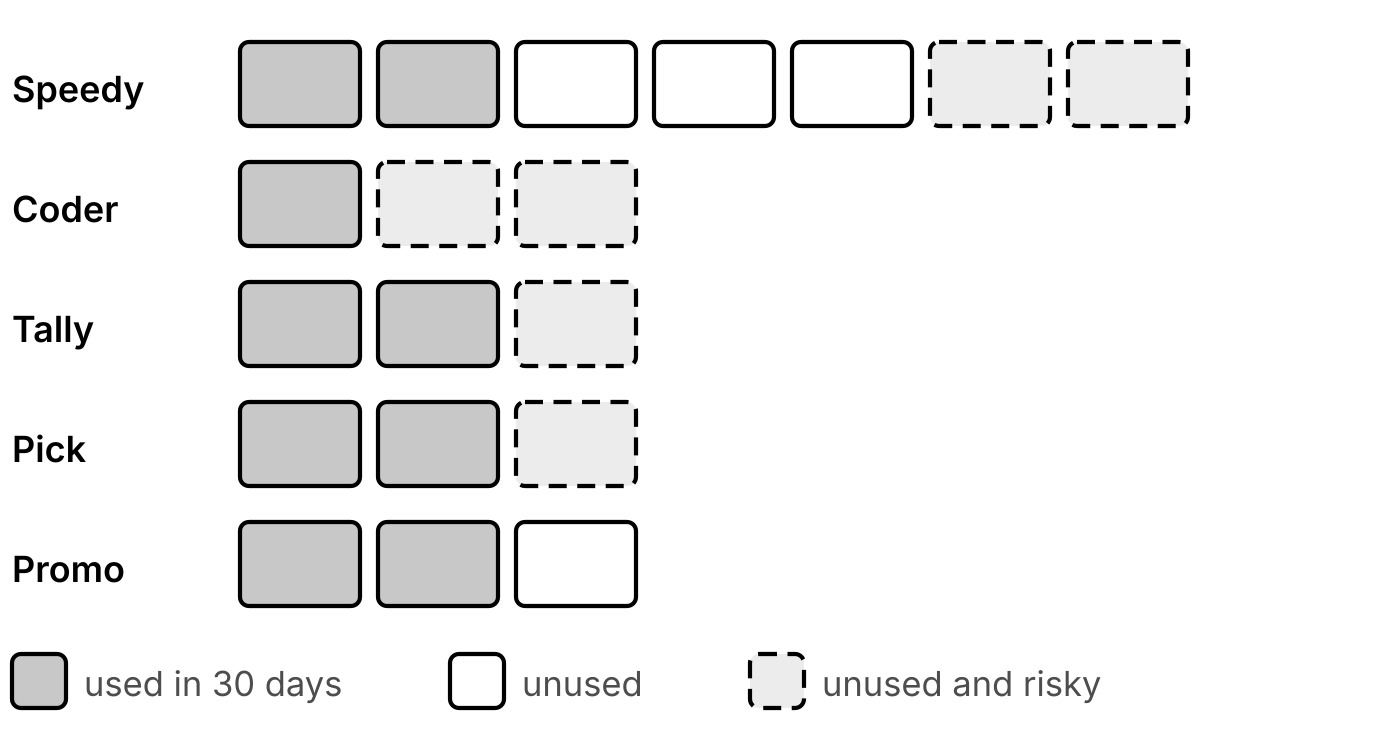 Speedy
Coder
Tally
Pick
Promo
used in 30 days unused unused and risky